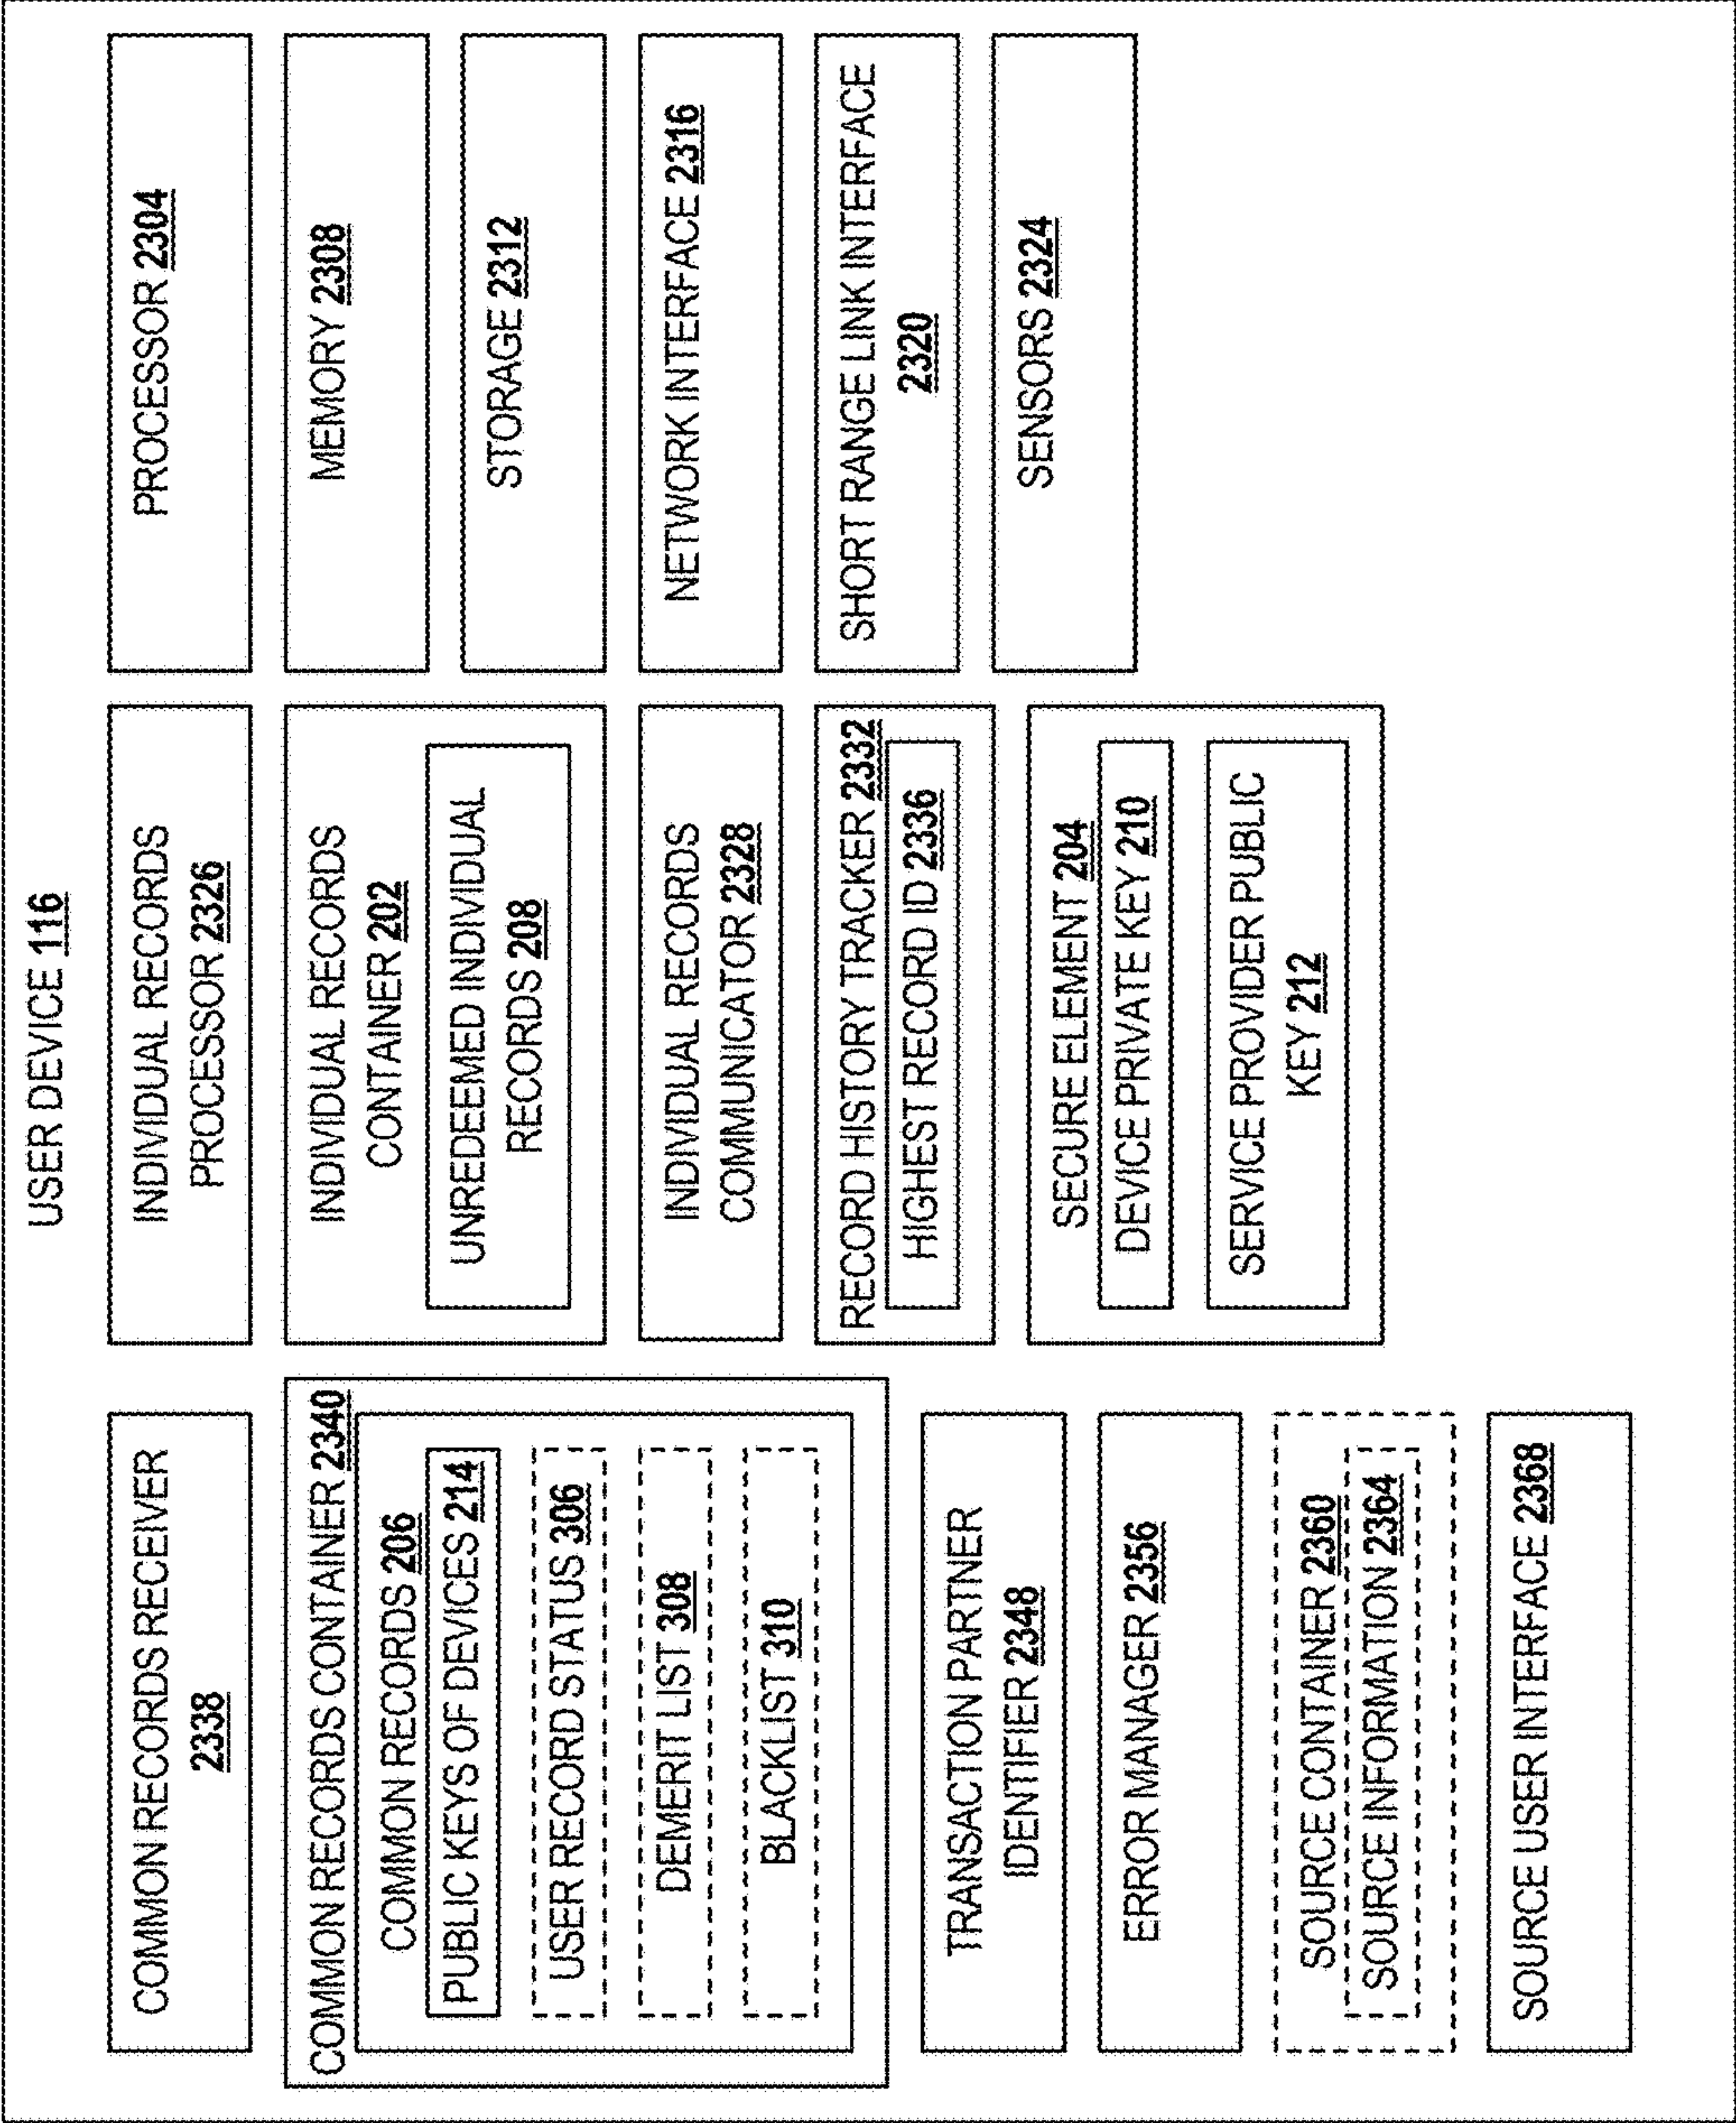 USER DEVICE 116
COMMON RECORDS RECEIVER
2338
COMMON RECORDS CONTAINER 2340
COMMON RECORDS 206
PUBLIC KEYS OF DEVICES 214
USER RECORD STATUS 306
DEMERIT LIST 308
BLACKLIST 310
TRANSACTION PARTNER
IDENTIFIER 2348
ERROR MANAGER 2356
SOURCE CONTAINER 2360
SOURCE INFORMATION 2364
SOURCE USER INTERFACE 2368
INDIVIDUAL RECORDS
PROCESSOR 2326
INDIVIDUAL RECORDS
CONTAINER 202
UNREDEEMED INDIVIDUAL
RECORDS 208
INDIVIDUAL RECORDS
COMMUNICATOR 2328
RECORD HISTORY TRACKER 2332
HIGHEST RECORD ID 2336
SECURE ELEMENT 204
DEVICE PRIVATE KEY 210
SERVICE PROVIDER PUBLIC
KEY 212
PROCESSOR 2304
MEMORY 2308
STORAGE 2312
NETWORK INTERFACE 2316
SHORT RANGE LINK INTERFACE
2320
SENSORS 2324